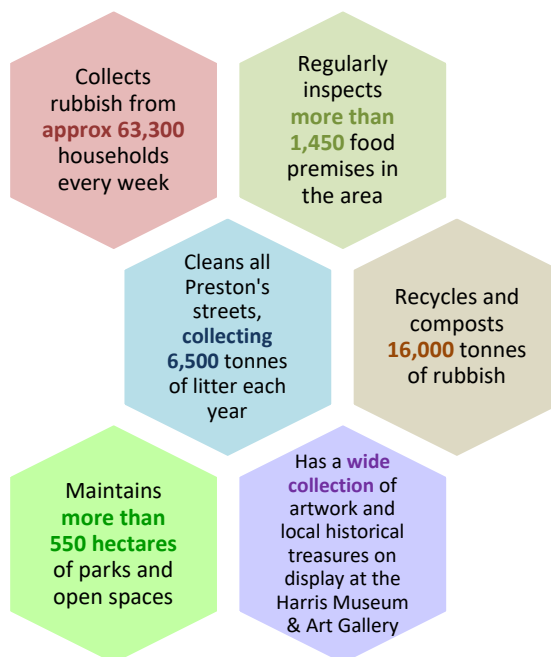 Collects
rubbish from
approx 63,300
households
every week
Regularly
inspects
more than
1,450 food
premises in
the area
Cleans all
Preston's
streets,
collecting
6,500 tonnes
of litter each
year
Recycles and
composts
16,000 tonnes
of rubbish
Maintains
more than
550 hectares
of parks and
open spaces
Has a wide
collection of
artwork and
local historical
treasures on
display at the
Harris Museum
& Art Gallery